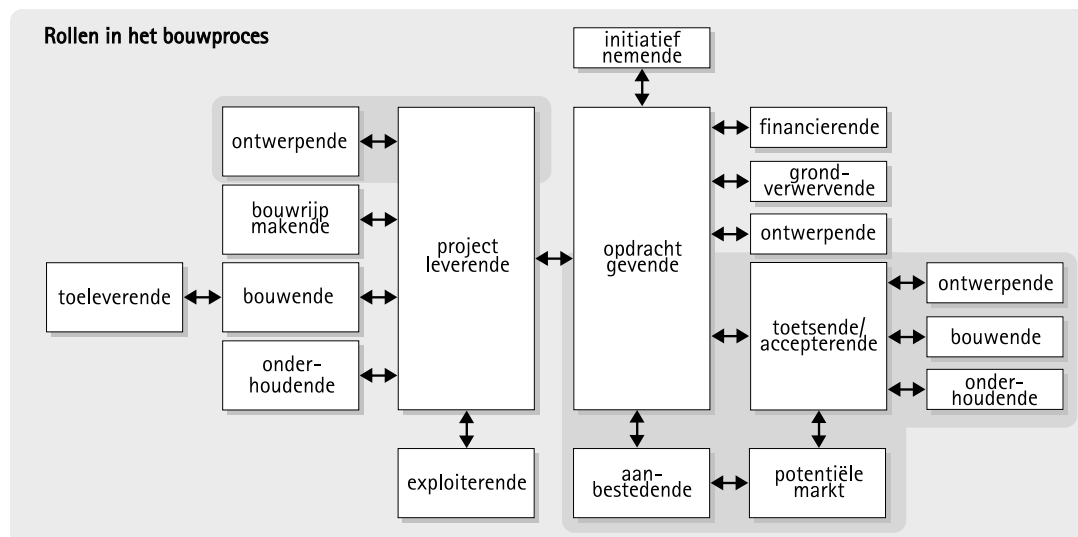 Rollen in het bouwproces
initiatief
nemende
ontwerpende
bouwrijp
makende
toeleverende
bouwende
onder-
houdende
project
leverende
exploiterende
opdracht
gevende
financierende
grond-
verwervende
ontwerpende
toetsende/
accepterende
ontwerpende
bouwende
onder-
houdende
aan-
bestedende
potentiële
markt